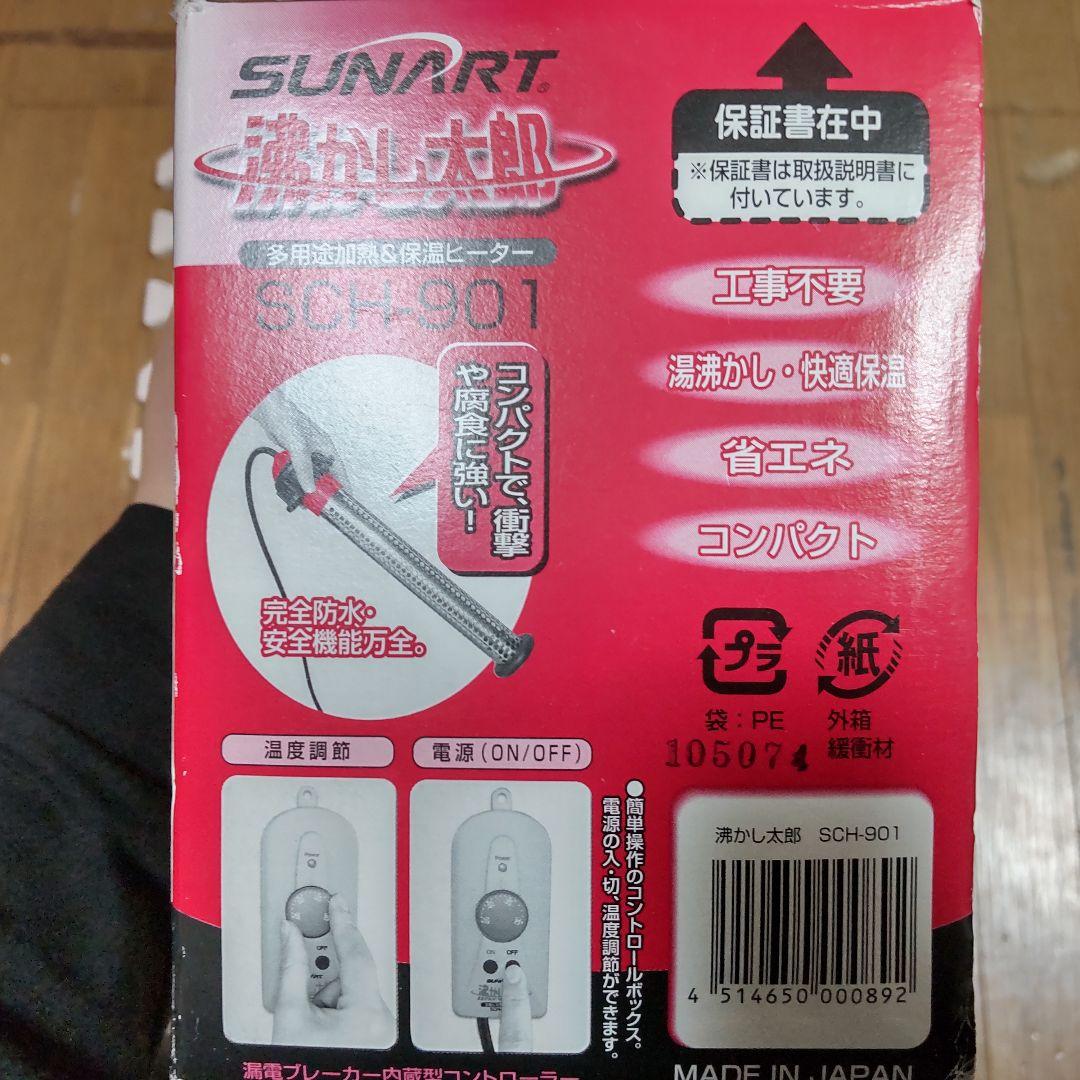 SUNART®
沸かし太郎
多用途加熱&保温ヒーター
SCH-901
コンパクトで、衝撃
や腐食に強い!
完全防水・
安全機能万全。
保証書在中
※保証書は取扱説明書に
付いています。
工事不要
湯沸かし・快適保温
省エネ
コンパクト
プラ
紙
袋:PE
外箱
緩衝材
105074
温度調節
電源(ON/OFF)
Power
OFF
Power
ON
OFF
●簡単操作のコントロールボックス。
電源の入・切、温度調節ができます。
沸かし太郎 SCH-901
4 514650 000892
漏電ブレーカー内蔵型コントローラー
MADE IN JAPAN